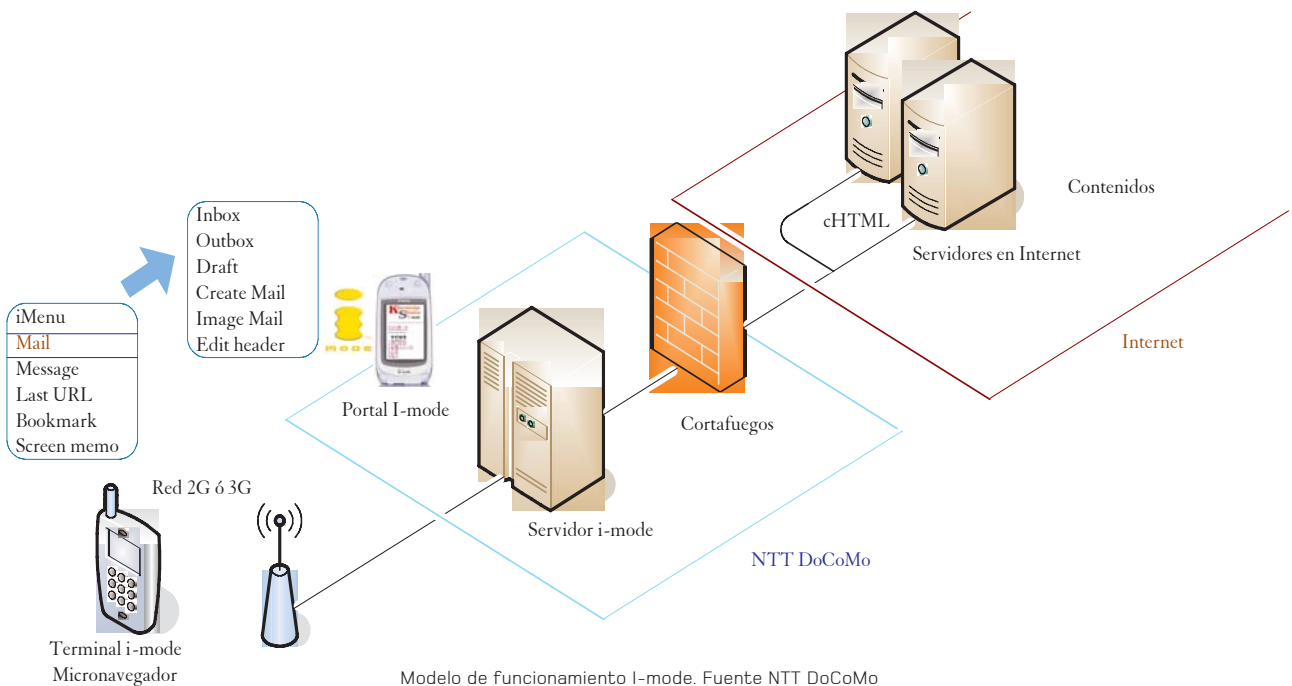 Contenidos
cHTML
Servidores en Internet
Internet
Inbox
Outbox
Draft
Create Mail
Image Mail
Edit header
iMenu
Mail
Message
Last URL
Bookmark
Screen memo
Portal I-mode
Cortafuegos
Servidor i-mode
NTT DoCoMo
Red 2G ó 3G
Terminal i-mode
Micronavegador
Modelo de funcionamiento I-mode. Fuente NTT DoCoMo